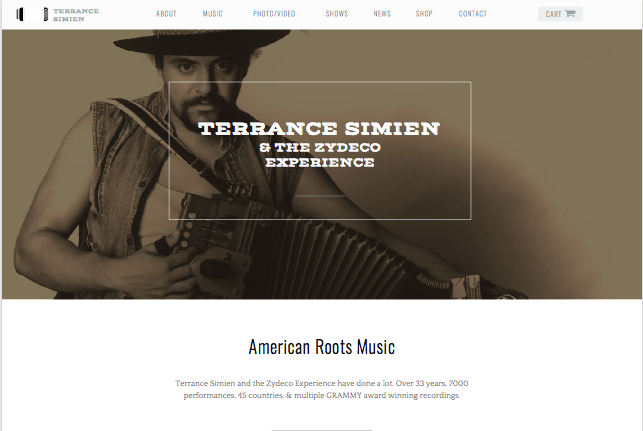 TERRANCE
SIMIEN
ABOUT MUSIC PHOTO/VIDEO SHOWS NEWS SHOP CONTACT CART
TERRANCE SIMIEN
& THE ZYDECO
EXPERIENCE
American Roots Music
Terrance Simien and the Zydeco Experience have done a lot. Over 33 years, 7000
performances, 45 countries, & multiple GRAMMY award winning recordings.